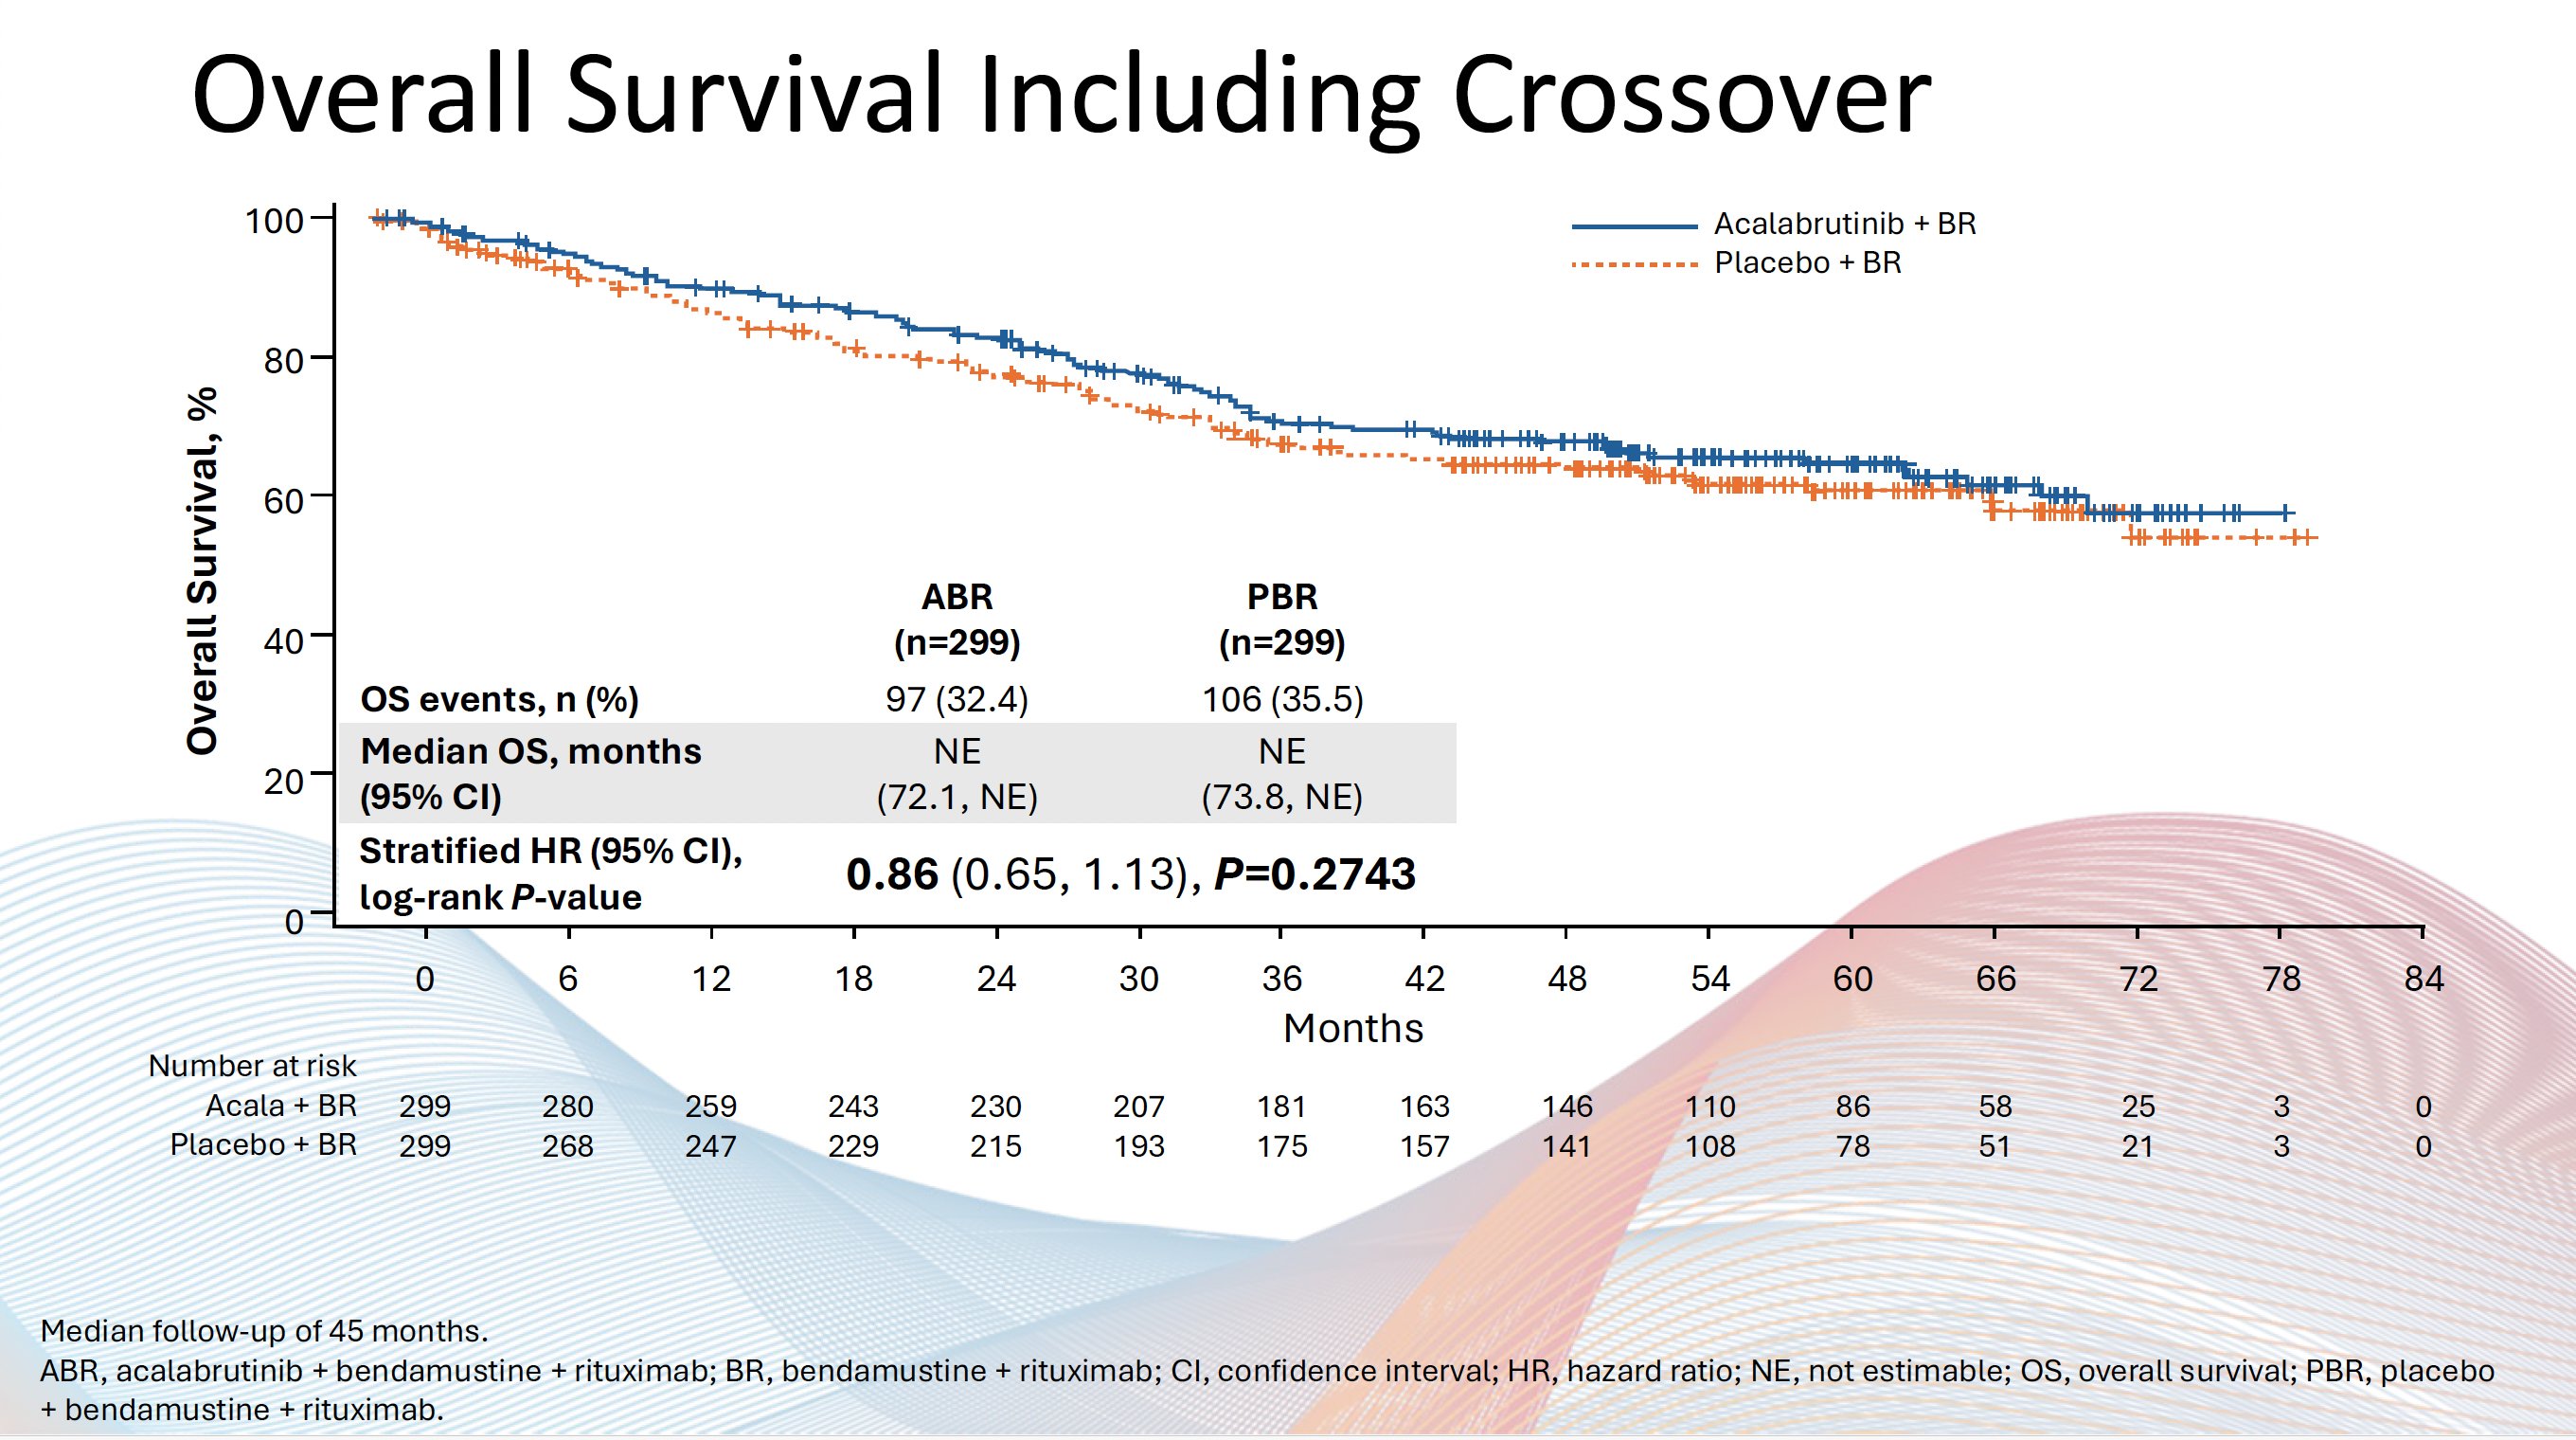 Overall Survival Including Crossover
Acalabrutinib + BR
Placebo + BR
Overall Survival, %
100
80
60
40
20
0
ABR PBR
(n=299) (n=299)
OS events, n (%) 97 (32.4) 106 (35.5)
Median OS, months NE NE
(95% CI) (72.1, NE) (73.8, NE)
Stratified HR (95% CI),
log-rank P-value
0.86 (0.65, 1.13), P=0.2743
0 6 12 18 24 30 36 42 48 54 60 66 72 78 84
Months
Number at risk
Acala + BR 299 280 259 243 230 207 181 163 146 110 86 58 25 3 0
Placebo + BR 299 268 247 229 215 193 175 157 141 108 78 51 21 3 0
Median follow-up of 45 months.
ABR, acalabrutinib + bendamustine + rituximab; BR, bendamustine + rituximab; CI, confidence interval; HR, hazard ratio; NE, not estimable; OS, overall survival; PBR, placebo
+ bendamustine + rituximab.